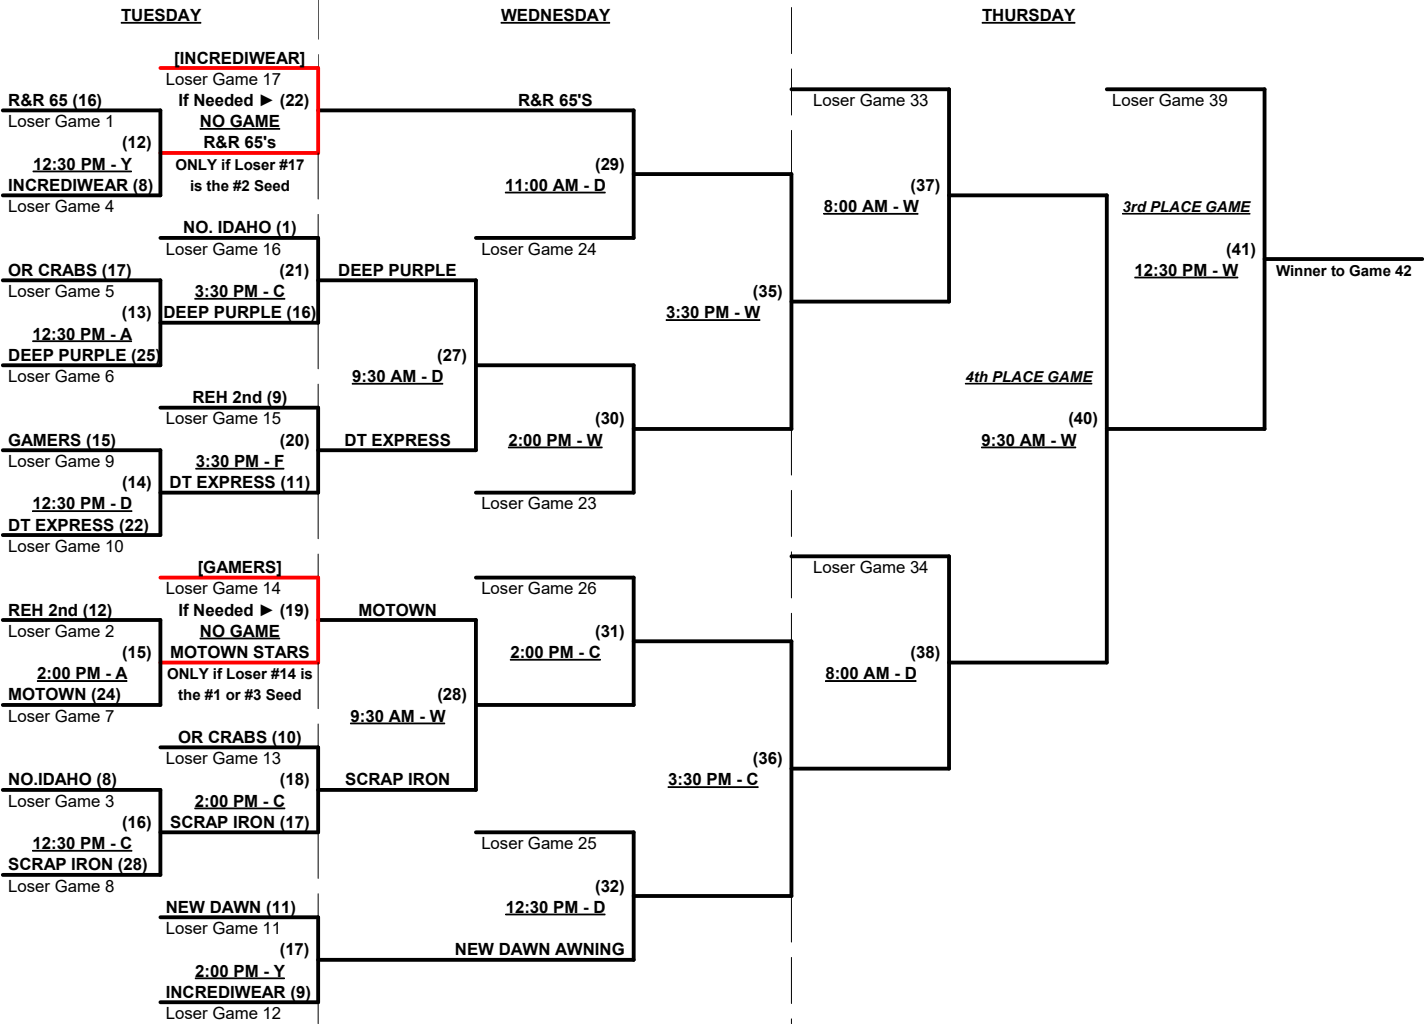 TUESDAY
WEDNESDAY
THURSDAY
[INCREDIWEAR]
Loser Game 17
R&R 65 (16)
If Needed ► (22)
R&R 65'S
Loser Game 33
Loser Game 39
Loser Game 1
NO GAME
(12)
R&R 65's
12:30 PM - Y
ONLY if Loser #17
is the #2 Seed
(29)
11:00 AM - D
(37)
8:00 AM - W
INCREDIWEAR (8)
Loser Game 4
3rd PLACE GAME
NO. IDAHO (1)
Loser Game 16
Loser Game 24
(41)
12:30 PM - W
Winner to Game 42
OR CRABS (17)
Loser Game 5
(21)
3:30 PM - C
DEEP PURPLE
(13)
12:30 PM - A
DEEP PURPLE (16)
(35)
3:30 PM - W
DEEP PURPLE (25)
Loser Game 6
(27)
9:30 AM - D
4th PLACE GAME
REH 2nd (9)
Loser Game 15
(30)
2:00 PM - W
(40)
9:30 AM - W
GAMERS (15)
Loser Game 9
(20)
3:30 PM - F
DT EXPRESS
(14)
12:30 PM - D
DT EXPRESS (11)
Loser Game 23
DT EXPRESS (22)
Loser Game 10
[GAMERS]
Loser Game 14
Loser Game 26
Loser Game 34
REH 2nd (12)
Loser Game 2
If Needed ► (19)
NO GAME
MOTOWN
(15)
2:00 PM - A
MOTOWN STARS
ONLY if Loser #14 is
the #1 or #3 Seed
(31)
2:00 PM - C
(38)
8:00 AM - D
MOTOWN (24)
Loser Game 7
(28)
9:30 AM - W
OR CRABS (10)
Loser Game 13
(36)
3:30 PM - C
NO.IDAHO (8)
Loser Game 3
(18)
2:00 PM - C
SCRAP IRON
(16)
12:30 PM - C
SCRAP IRON (17)
Loser Game 25
SCRAP IRON (28)
Loser Game 8
(32)
12:30 PM - D
NEW DAWN (11)
Loser Game 11
(17)
2:00 PM - Y
NEW DAWN AWNING
INCREDIWEAR (9)
Loser Game 12